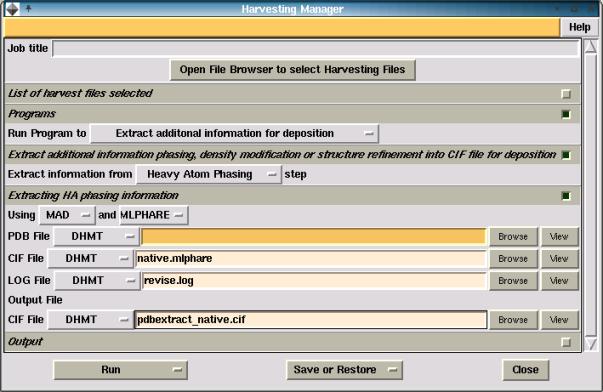 Harvesting Manager
Help
Job title
Open File Browser to select Harvesting Files
List of harvest files selected
Programs
Run Program to Extract additonal information for deposition
Extract additional information phasing, density modification or structure refinement into CIF file for deposition
Extract information from Heavy Atom Phasing step
Extracting HA phasing information
Using MAD and MLPHARE
PDB File DHMT Browse View
CIF File DHMT native.mlphare Browse View
LOG File DHMT revise.log Browse View
Output File
CIF File DHMT pdbextract_native.cif Browse View
Output
Run Save or Restore Close